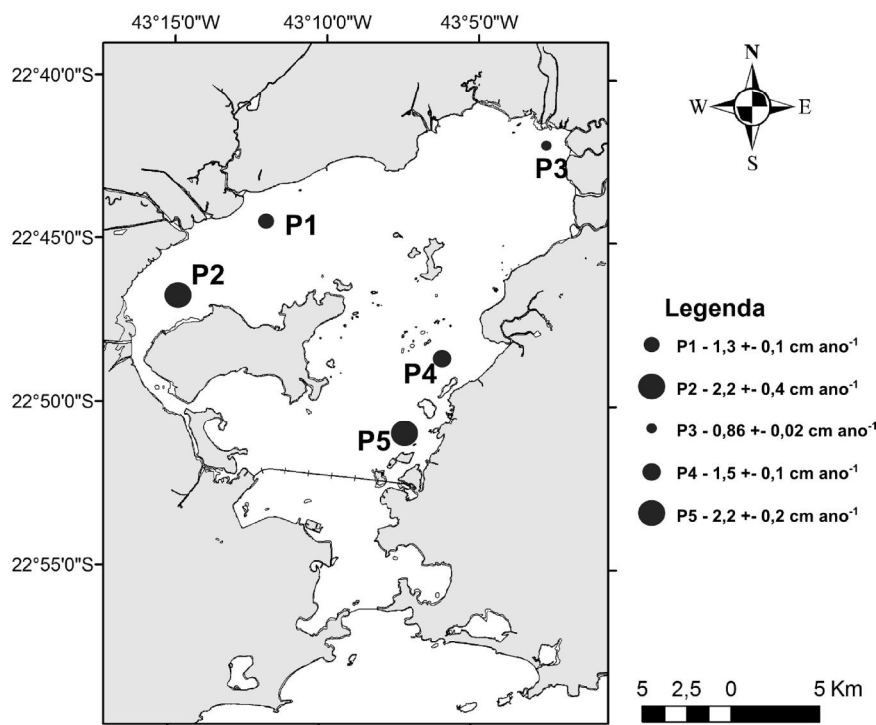 43°15'0"W 43°10'0"W 43°5'0"W
22°40'0"S
22°45'0"S
22°50'0"S
22°55'0"S
N
W E
S
P3
P1
P2
P4
P5
Legenda
P1 - 1,3 +- 0,1 cm ano⁻¹
P2 - 2,2 +- 0,4 cm ano⁻¹
P3 - 0,86 +- 0,02 cm ano⁻¹
P4 - 1,5 +- 0,1 cm ano⁻¹
P5 - 2,2 +- 0,2 cm ano⁻¹
5 2,5 0 5 Km